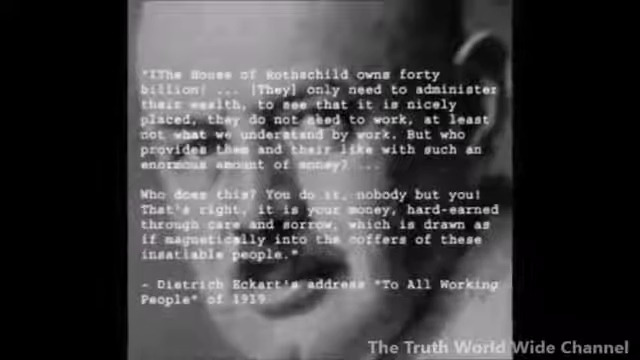 "[The House of Rothschild owns forty
billion! ... [They] only need to administer
their wealth, to see that it is nicely
placed, they do not need to work, at least
not what we understand by work. But who
provides them and their like with such an
enormous amount of money? ...
Who does this? You do it, nobody but you!
That's right, it is your money, hard-earned
through care and sorrow, which is drawn as
if magnetically into the coffers of these
insatiable people."
- Dietrich Eckart's address "To All Working
People" of 1919
The Truth World Wide Channel